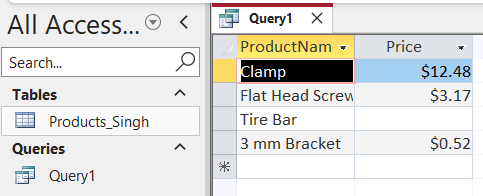 All Access...
Search...
Tables
Products_Singh
Queries
Query1
Query1
ProductNam Price
Clamp $12.48
Flat Head Screw $3.17
Tire Bar
3 mm Bracket $0.52